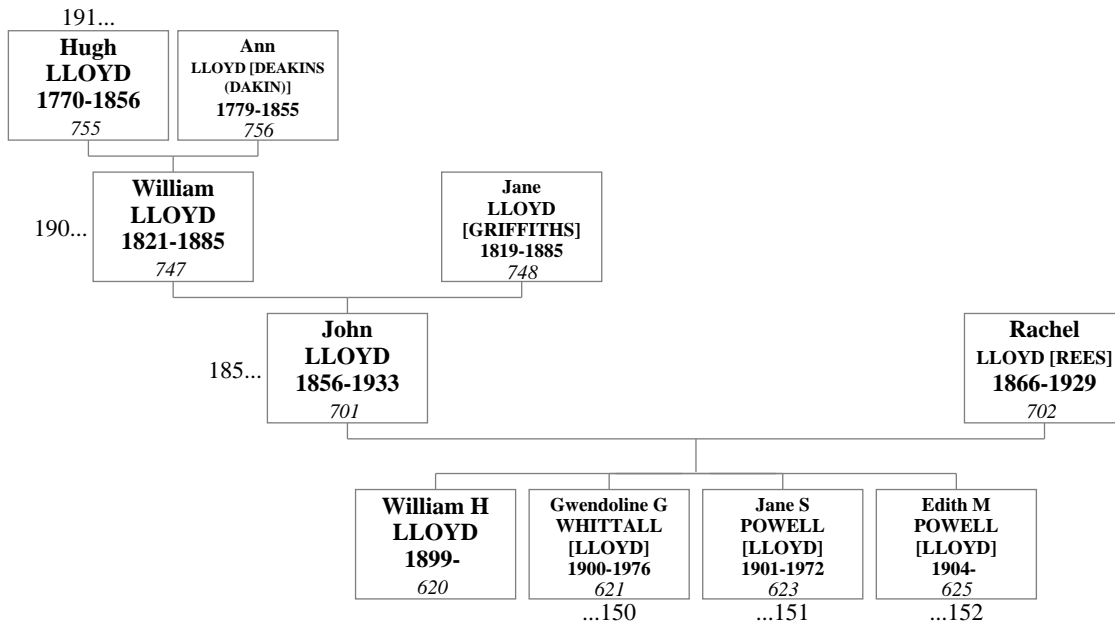 191...
Hugh
LLOYD
1770-1856
755
Ann
LLOYD [DEAKINS
(DAKIN)]
1779-1855
756
190...
William
LLOYD
1821-1885
747
Jane
LLOYD
[GRIFFITHS]
1819-1885
748
185...
John
LLOYD
1856-1933
701
Rachel
LLOYD [REES]
1866-1929
702
William H
LLOYD
1899-
620
Gwendoline G
WHITTALL
[LLOYD]
1900-1976
621
...150
Jane S
POWELL
[LLOYD]
1901-1972
623
...151
Edith M
POWELL
[LLOYD]
1904-
625
...152